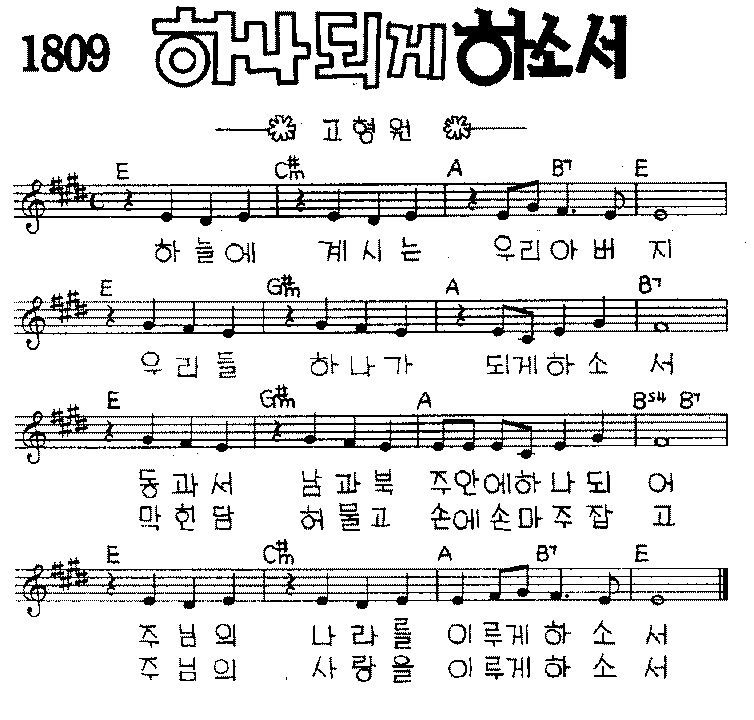 1809 하나되게하소서
고형원
E C#m A B7 E
하늘에 계시는 우리아버지
E G#m A B7
우리들 하나가 되게하소서
E G#m A Bs4 B7
동과서 남과북 주안에하나되어
막힌담 허물고 손에손마주잡고
E C#m A B7 E
주님의 나라를 이루게하소서
주님의 사랑을 이루게하소서